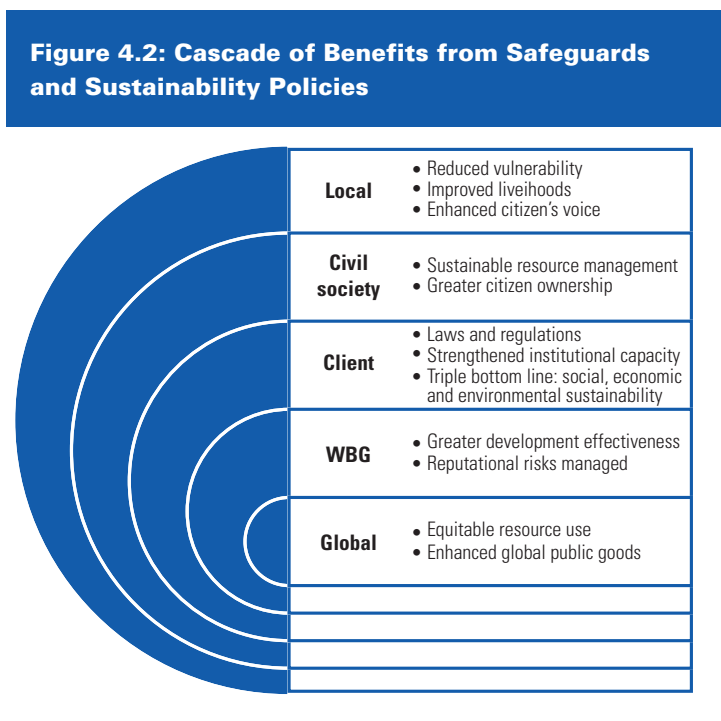 Figure 4.2: Cascade of Benefits from Safeguards
and Sustainability Policies
Local
• Reduced vulnerability
• Improved liveihoods
• Enhanced citizen's voice
Civil
society
• Sustainable resource management
• Greater citizen ownership
Client
• Laws and regulations
• Strengthened institutional capacity
• Triple bottom line: social, economic
and environmental sustainability
WBG
• Greater development effectiveness
• Reputational risks managed
Global
• Equitable resource use
• Enhanced global public goods